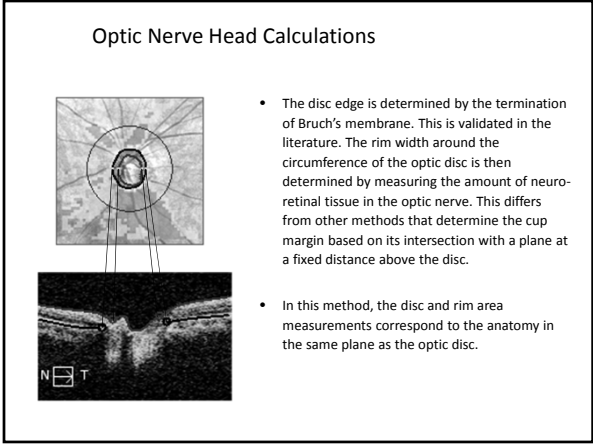 Optic Nerve Head Calculations
• The disc edge is determined by the termination
of Bruch’s membrane. This is validated in the
literature. The rim width around the
circumference of the optic disc is then
determined by measuring the amount of neuro-
retinal tissue in the optic nerve. This differs
from other methods that determine the cup
margin based on its intersection with a plane at
a fixed distance above the disc.
• In this method, the disc and rim area
measurements correspond to the anatomy in
the same plane as the optic disc.
N T